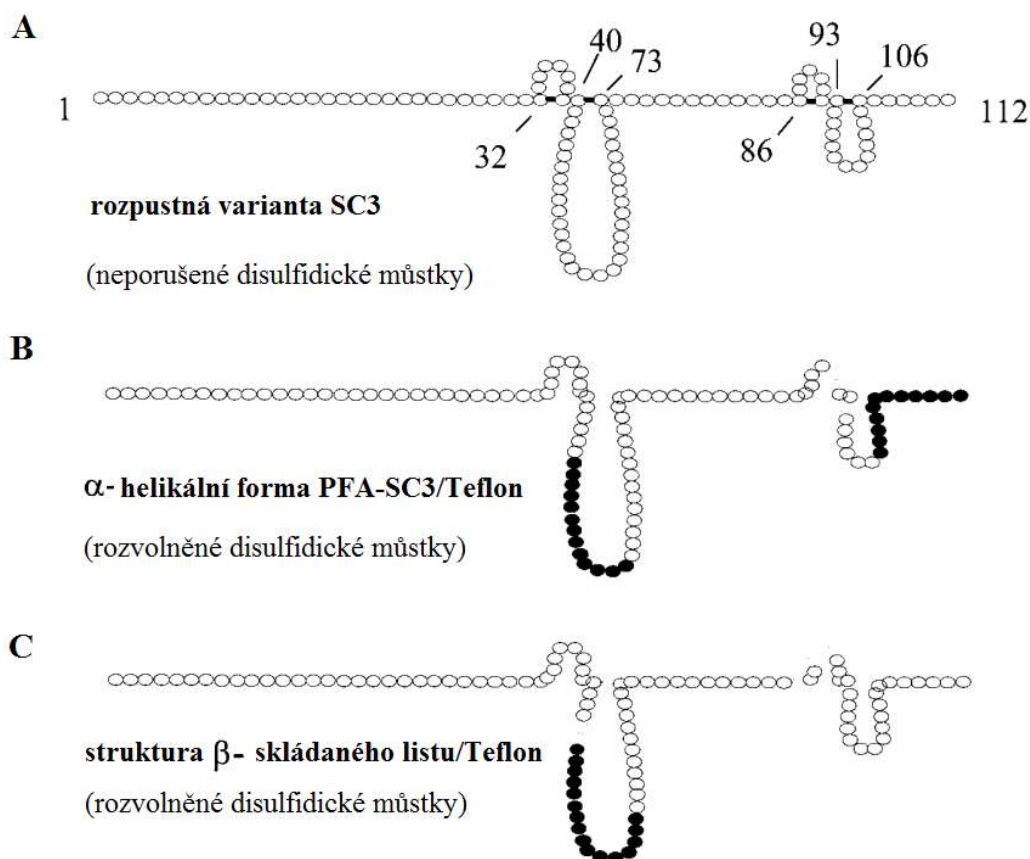 A
40
93
73
106
1
112
32
86
rozpustná varianta SC3
(neporušené disulfidické můstky)
B
α- helikální forma PFA-SC3/Teflon
(rozvolněné disulfidické můstky)
C
struktura β- skládaného listu/Teflon
(rozvolněné disulfidické můstky)